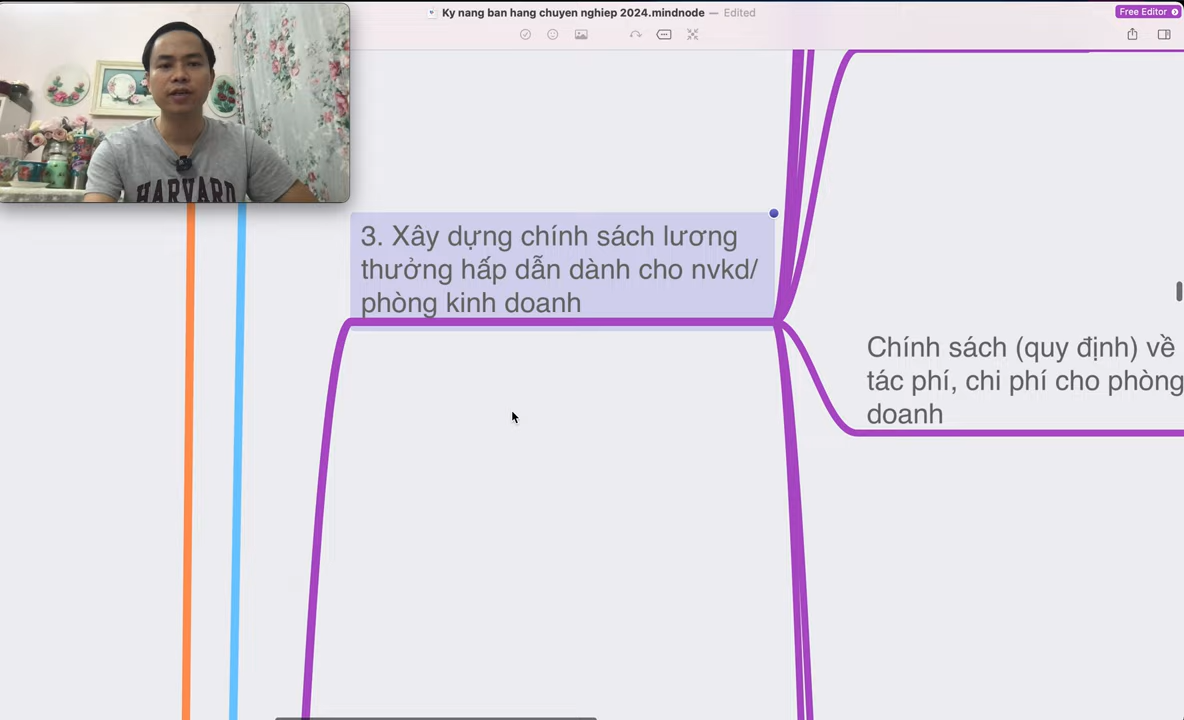 Ky nang ban hang chuyen nghiep 2024.mindnode — Edited
Free Editor
HARVARD
3. Xây dựng chính sách lương
thưởng hấp dẫn dành cho nvkd/
phòng kinh doanh
Chính sách (quy định) về
tác phí, chi phí cho phòng
doanh